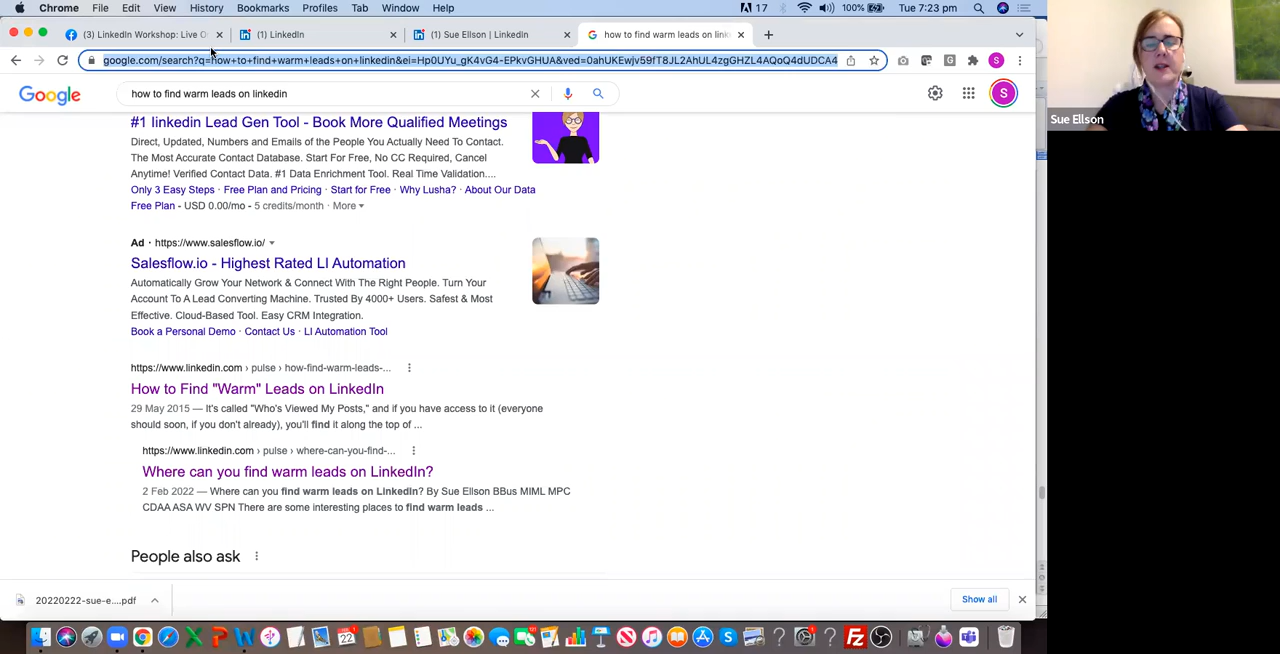 Chrome File Edit View History Bookmarks Profiles Tab Window Help 17 100% Tue 7:23 pm
(3) LinkedIn Workshop: Live O
(1) LinkedIn
(1) Sue Ellson | LinkedIn
how to find warm leads on link
google.com/search?q=how+to+find+warm+leads+on+linkedin&ei=Hp0UYu_gK4vG4-EPkvGHUA&ved=0ahUKEwjv59fT8JL2AhUL4zgGHZL4AQoQ4dUDCA4
S
Google
how to find warm leads on linkedin
S
Sue Ellson
#1 linkedin Lead Gen Tool - Book More Qualified Meetings
Direct, Updated, Numbers and Emails of the People You Actually Need To Contact.
The Most Accurate Contact Database. Start For Free, No CC Required, Cancel
Anytime! Verified Contact Data. #1 Data Enrichment Tool. Real Time Validation....
Only 3 Easy Steps · Free Plan and Pricing · Start for Free · Why Lusha? · About Our Data
Free Plan - USD 0.00/mo - 5 credits/month · More
Ad · https://www.salesflow.io/
Salesflow.io - Highest Rated LI Automation
Automatically Grow Your Network & Connect With The Right People. Turn Your
Account To A Lead Converting Machine. Trusted By 4000+ Users. Safest & Most
Effective. Cloud-Based Tool. Easy CRM Integration.
Book a Personal Demo · Contact Us · LI Automation Tool
https://www.linkedin.com › pulse › how-find-warm-leads-...
How to Find "Warm" Leads on LinkedIn
29 May 2015 — It's called "Who's Viewed My Posts," and if you have access to it (everyone
should soon, if you don't already), you'll find it along the top of ...
https://www.linkedin.com › pulse › where-can-you-find-...
Where can you find warm leads on LinkedIn?
2 Feb 2022 — Where can you find warm leads on LinkedIn? By Sue Ellson BBus MIML MPC
CDAA ASA WV SPN There are some interesting places to find warm leads ...
People also ask
20220222-sue-e....pdf
Show all